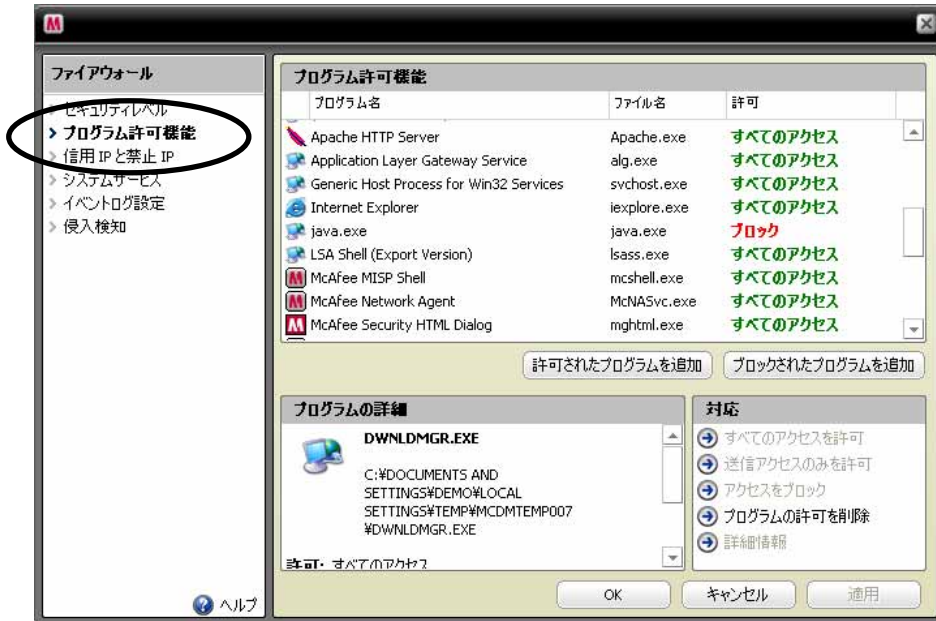 ファイアウォール
セキュリティレベル
プログラム許可機能
信用 IP と禁止 IP
システムサービス
イベントログ設定
侵入検知
ヘルプ
プログラム許可機能
プログラム名 ファイル名 許可
Apache HTTP Server Apache.exe すべてのアクセス
Application Layer Gateway Service alg.exe すべてのアクセス
Generic Host Process for Win32 Services svchost.exe すべてのアクセス
Internet Explorer iexplore.exe すべてのアクセス
java.exe java.exe ブロック
LSA Shell (Export Version) lsass.exe すべてのアクセス
McAfee MISP Shell mcshell.exe すべてのアクセス
McAfee Network Agent McNASvc.exe すべてのアクセス
McAfee Security HTML Dialog mghtml.exe すべてのアクセス
許可されたプログラムを追加 ブロックされたプログラムを追加
プログラムの詳細
DWNLDMGR.EXE
C:¥DOCUMENTS AND
SETTINGS¥DEMO¥LOCAL
SETTINGS¥TEMP¥MCDMTEMP007
¥DWNLDMGR.EXE
許可: すべてのアクセス
対応
すべてのアクセスを許可
送信アクセスのみを許可
アクセスをブロック
プログラムの許可を削除
詳細情報
OK キャンセル 適用